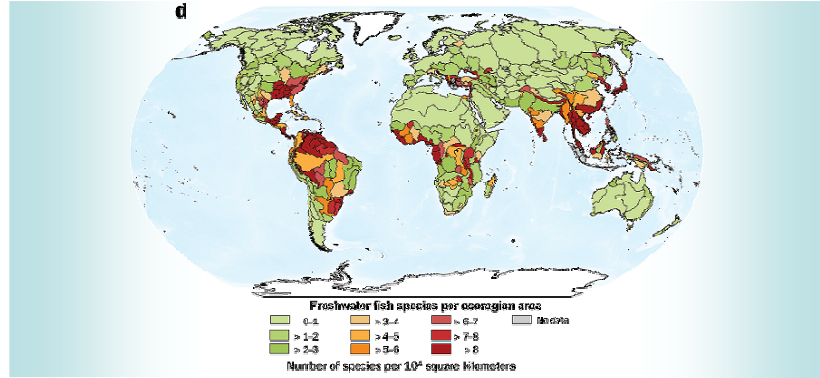 d
Freshwater fish species per ecoregion area
0–1
> 3–4
> 6–7
No data
> 1–2
> 4–5
> 7–8
> 2–3
> 5–6
> 8
Number of species per 10⁴ square kilometers